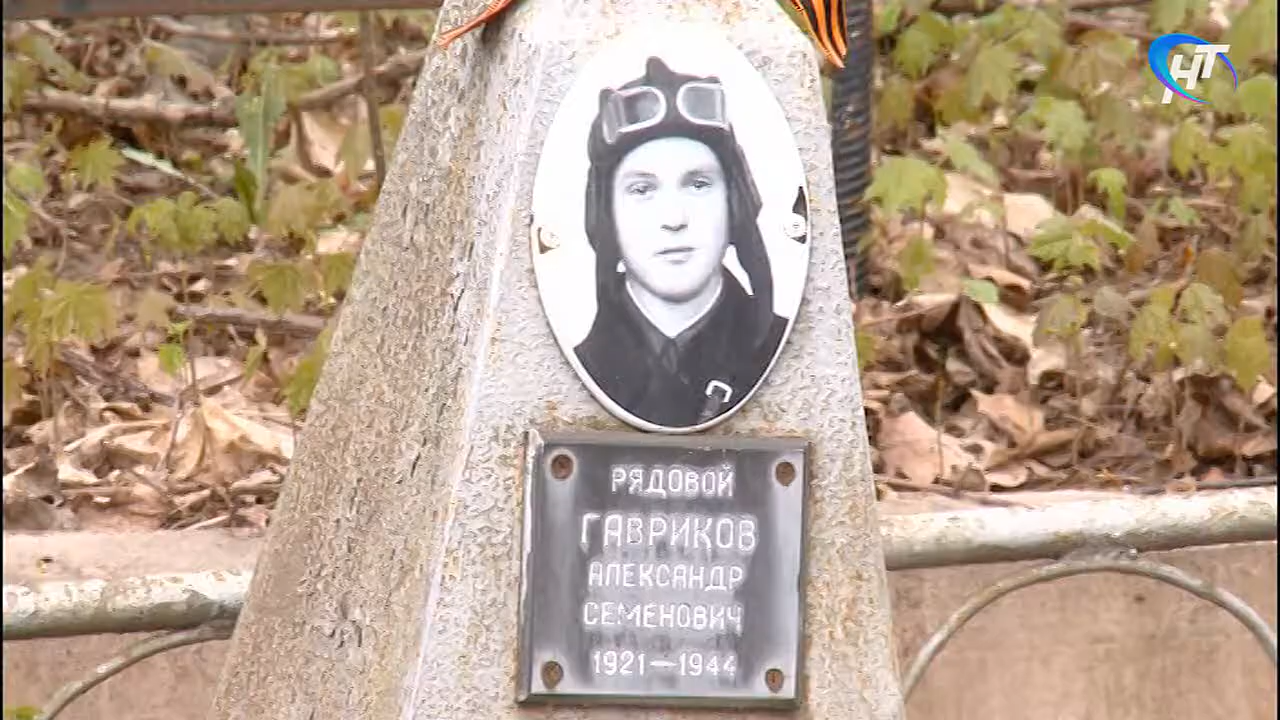 НТ
РЯДОВОЙ
ГАВРИКОВ
АЛЕКСАНДР
СЕМЕНОВИЧ
1921—1944